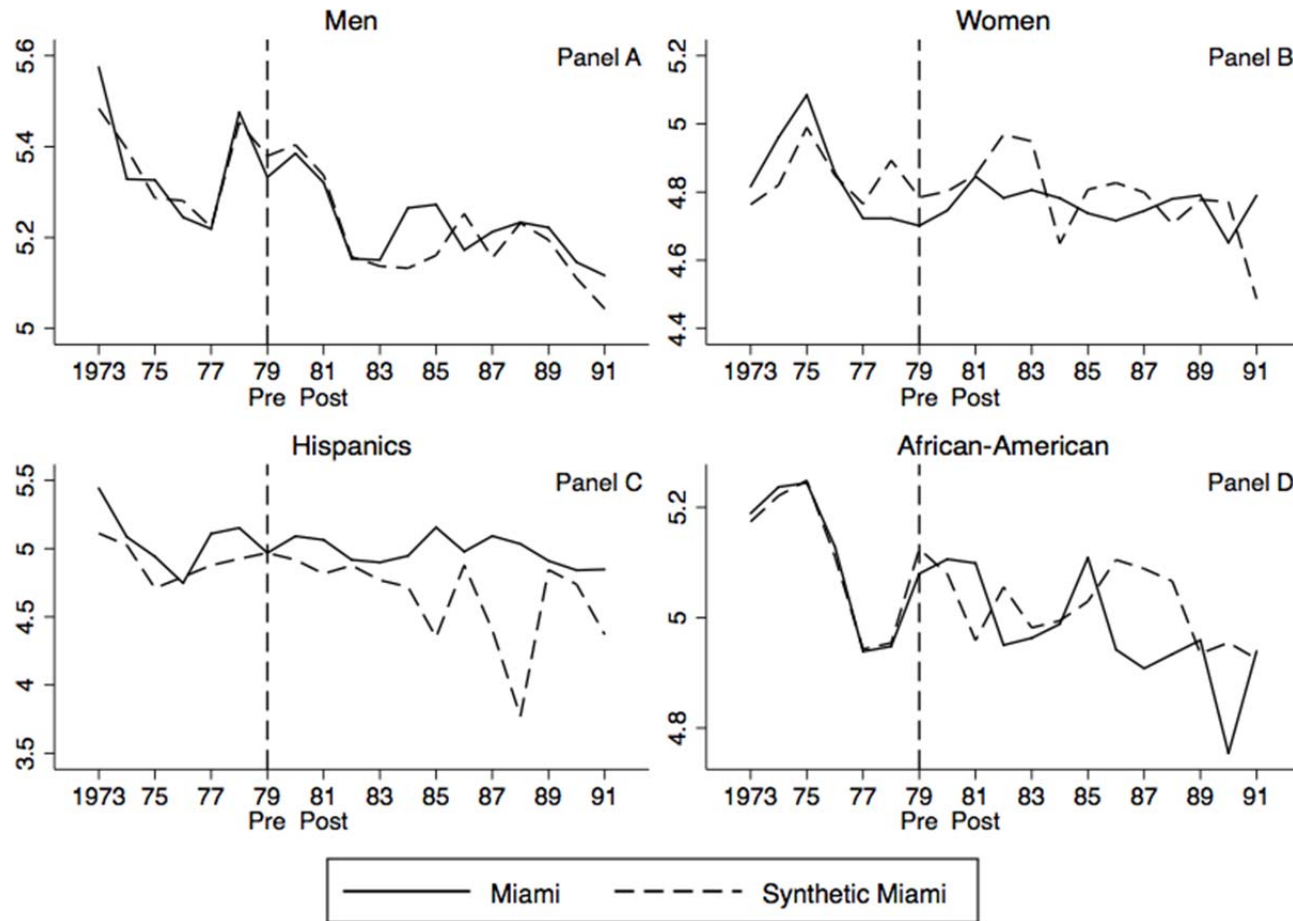 Men
Panel A
5.6
5.4
5.2
5
1973 75 77 79 81 83 85 87 89 91
Pre Post
Women
Panel B
5.2
5
4.8
4.6
4.4
1973 75 77 79 81 83 85 87 89 91
Pre Post
Hispanics
Panel C
5.5
5
4.5
4
3.5
1973 75 77 79 81 83 85 87 89 91
Pre Post
African-American
Panel D
5.2
5
4.8
1973 75 77 79 81 83 85 87 89 91
Pre Post
Miami
Synthetic Miami